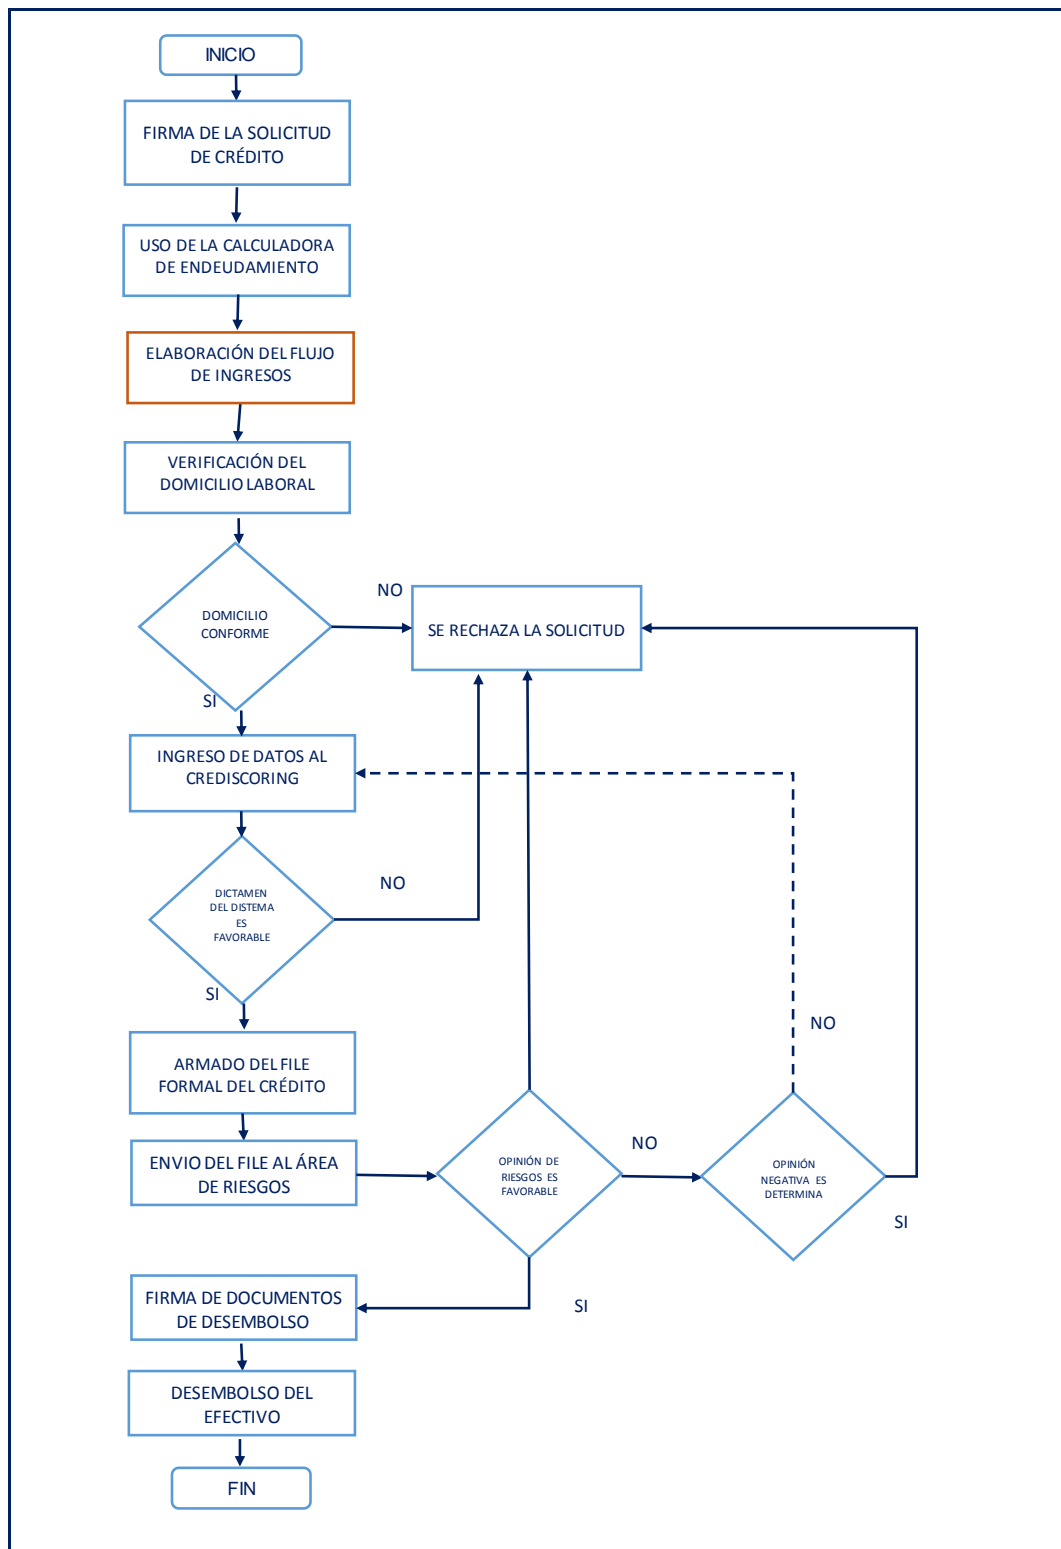 INICIO
FIRMA DE LA SOLICITUD
DE CRÉDITO
USO DE LA CALCULADORA
DE ENDEUDAMIENTO
ELABORACIÓN DEL FLUJO
DE INGRESOS
VERIFICACIÓN DEL
DOMICILIO LABORAL
DOMICILIO
CONFORME
NO
SE RECHAZA LA SOLICITUD
SI
INGRESO DE DATOS AL
CREDISCORING
DICTAMEN
DEL DISTEMA
ES
FAVORABLE
NO
SI
ARMADO DEL FILE
FORMAL DEL CRÉDITO
ENVIO DEL FILE AL ÁREA
DE RIESGOS
OPINIÓN DE
RIESGOS ES
FAVORABLE
NO
OPINIÓN
NEGATIVA ES
DETERMINA
NO
SI
SI
FIRMA DE DOCUMENTOS
DE DESEMBOLSO
DESEMBOLSO DEL
EFECTIVO
FIN